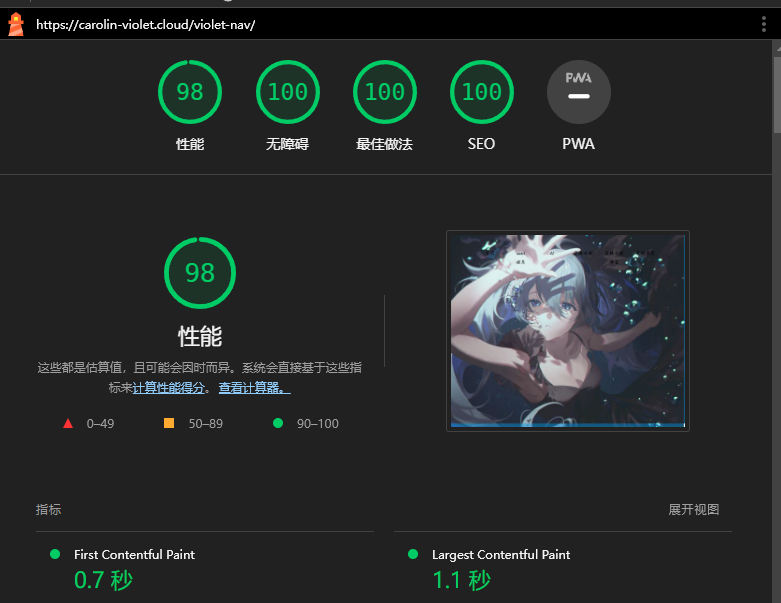 https://carolin-violet.cloud/violet-nav/
98
100
100
100
PWA
性能
无障碍
最佳做法
SEO
PWA
98
性能
这些都是估算值，且可能会因时而异。系统会直接基于这些指
标来计算性能得分。查看计算器。
0–49
50–89
90–100
指标
展开视图
First Contentful Paint
0.7 秒
Largest Contentful Paint
1.1 秒